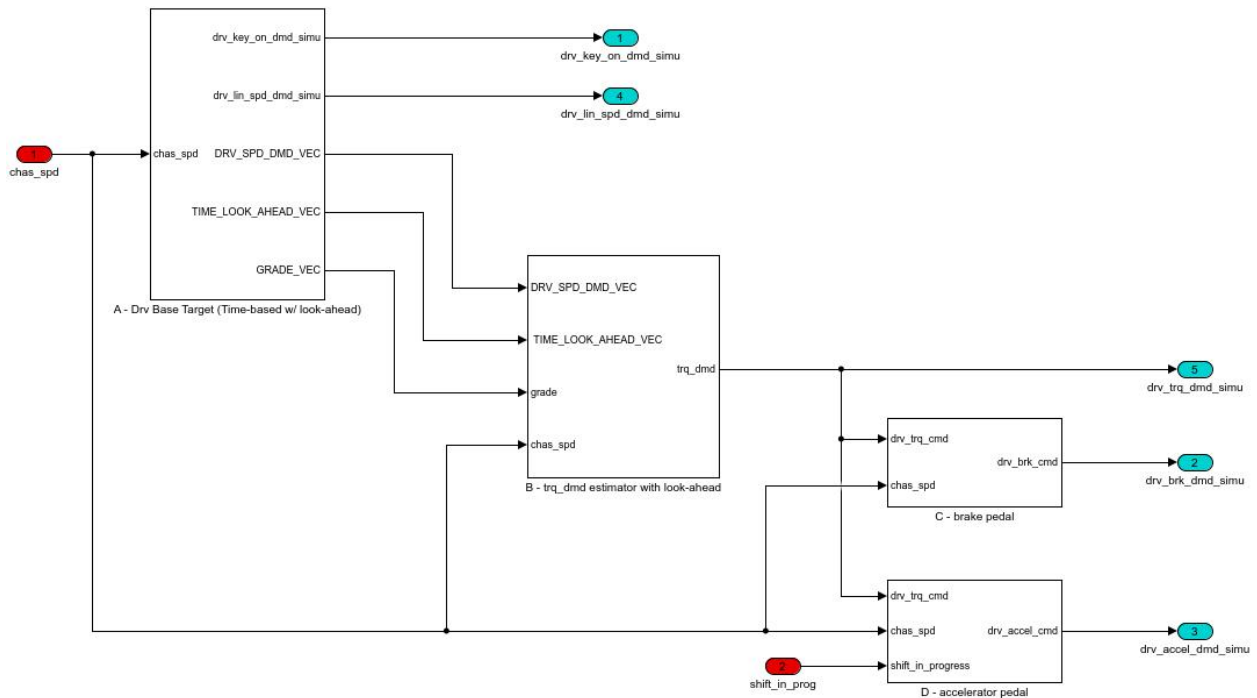 drv_key_on_dmd_simu
1
drv_key_on_dmd_simu
drv_lin_spd_dmd_simu
4
drv_lin_spd_dmd_simu
1
chas_spd
chas_spd
DRV_SPD_DMD_VEC
TIME_LOOK_AHEAD_VEC
GRADE_VEC
A - Drv Base Target (Time-based w/ look-ahead)
DRV_SPD_DMD_VEC
TIME_LOOK_AHEAD_VEC
trq_dmd
grade
chas_spd
B - trq_dmd estimator with look-ahead
5
drv_trq_dmd_simu
drv_trq_cmd
drv_brk_cmd
chas_spd
C - brake pedal
2
drv_brk_dmd_simu
drv_trq_cmd
chas_spd
drv_accel_cmd
shift_in_progress
D - accelerator pedal
3
drv_accel_dmd_simu
2
shift_in_prog